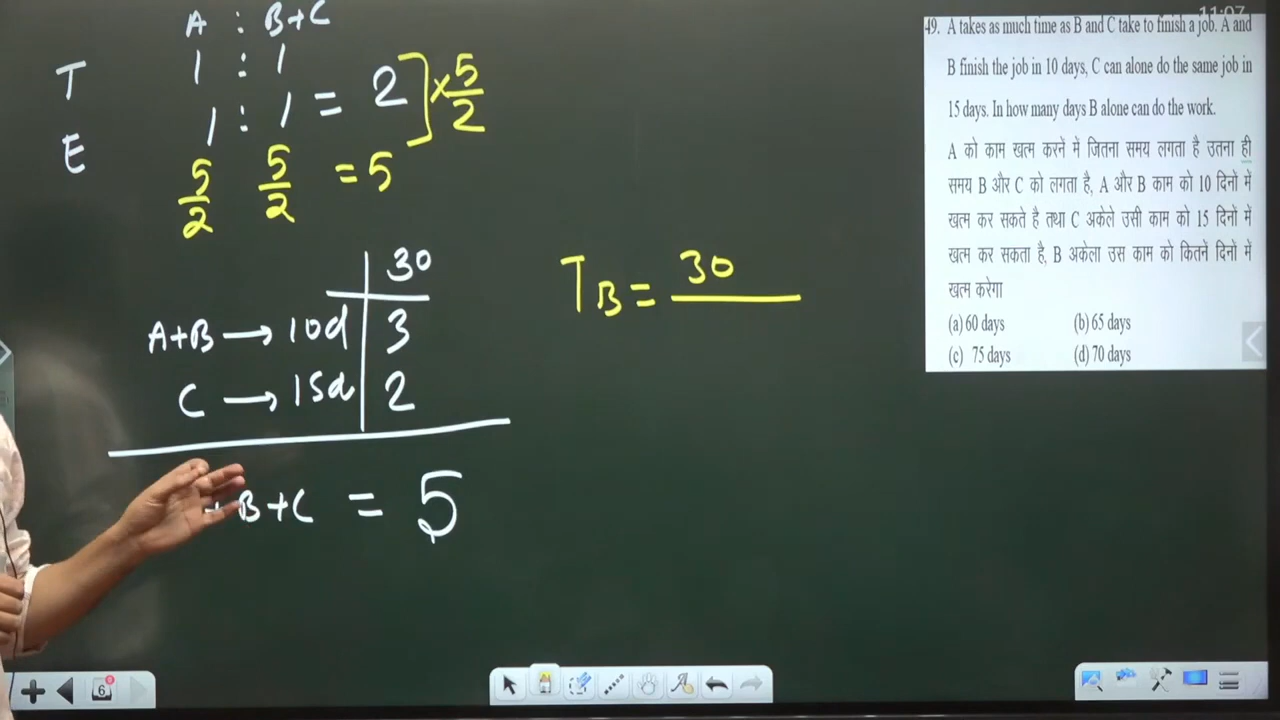 A : B+C
T 1 : 1
E 1 : 1 = 2 ] × 5/2
5/2 5/2 = 5
30
A+B → 10d 3
C → 15d 2
+B+C = 5
T B = 30
11:07
49. A takes as much time as B and C take to finish a job. A and
B finish the job in 10 days, C can alone do the same job in
15 days. In how many days B alone can do the work.
A को काम खत्म करनें में जितना समय लगता है उतना ही
समय B और C को लगता है, A और B काम को 10 दिनों में
खत्म कर सकते है तथा C अकेले उसी काम को 15 दिनों में
खत्म कर सकता है, B अकेला उस काम को कितनें दिनों में
खत्म करेगा
(a) 60 days (b) 65 days
(c) 75 days (d) 70 days
6